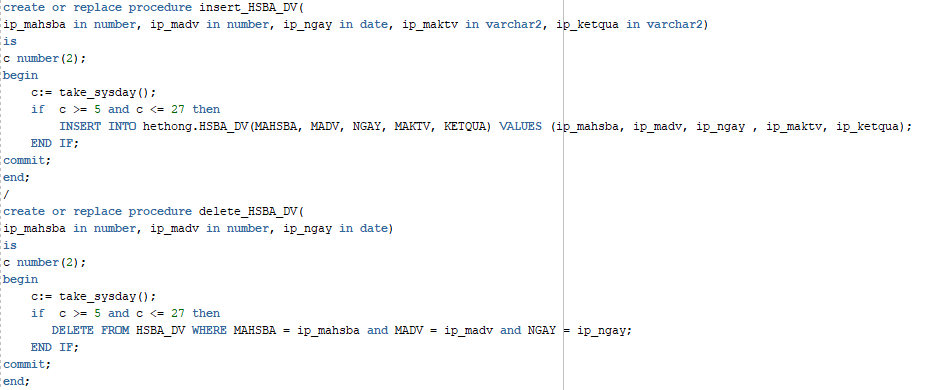 create or replace procedure insert_HSBA_DV(
ip_mahsba in number, ip_madv in number, ip_ngay in date, ip_maktv in varchar2, ip_ketqua in varchar2)
is
c number(2);
begin
    c:= take_sysday();
    if  c >= 5 and c <= 27 then
        INSERT INTO hethong.HSBA_DV(MAHSBA, MADV, NGAY, MAKTV, KETQUA) VALUES (ip_mahsba, ip_madv, ip_ngay , ip_maktv, ip_ketqua);
    END IF;
commit;
end;
/
create or replace procedure delete_HSBA_DV(
ip_mahsba in number, ip_madv in number, ip_ngay in date)
is
c number(2);
begin
    c:= take_sysday();
    if  c >= 5 and c <= 27 then
       DELETE FROM HSBA_DV WHERE MAHSBA = ip_mahsba and MADV = ip_madv and NGAY = ip_ngay;
    END IF;
commit;
end;